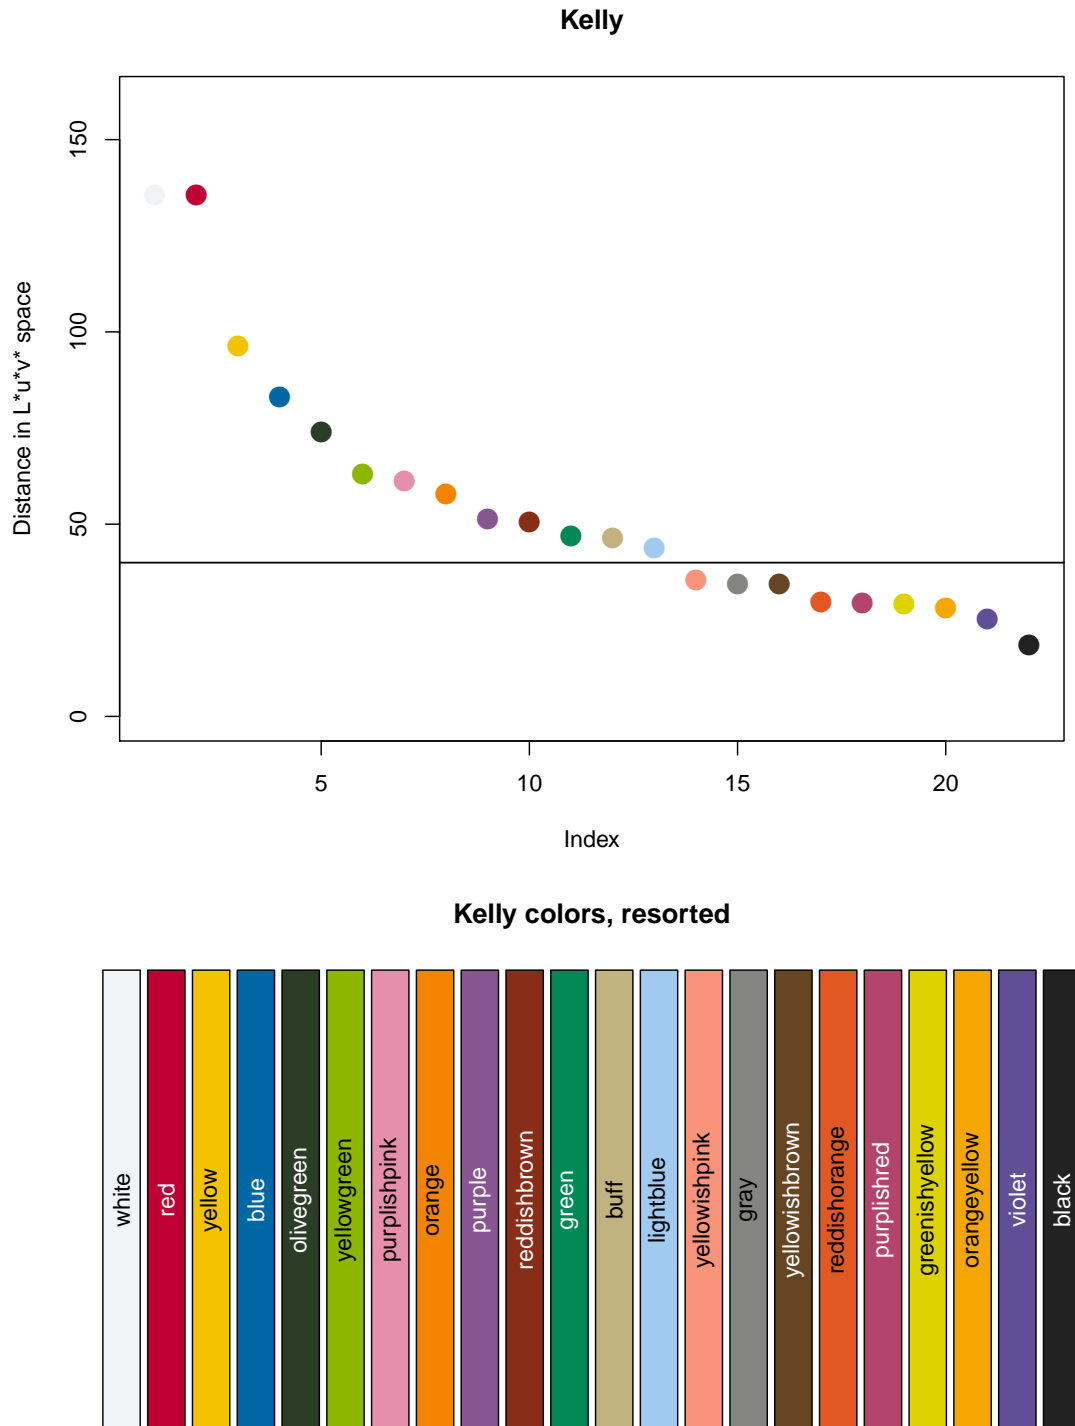 Kelly
150
100
50
0
Distance in L*u*v* space
5 10 15 20
Index
Kelly colors, resorted
white
red
yellow
blue
olivegreen
yellowgreen
purplishpink
orange
purple
reddishbrown
green
buff
lightblue
yellowishpink
gray
yellowishbrown
reddishorange
purplishred
greenishyellow
orangeyellow
violet
black